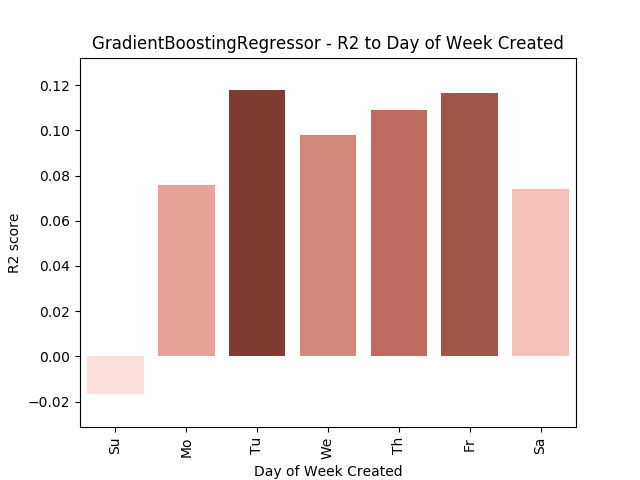 GradientBoostingRegressor - R2 to Day of Week Created
0.12
0.10
0.08
0.06
0.04
0.02
0.00
−0.02
R2 score
Su
Mo
Tu
We
Th
Fr
Sa
Day of Week Created